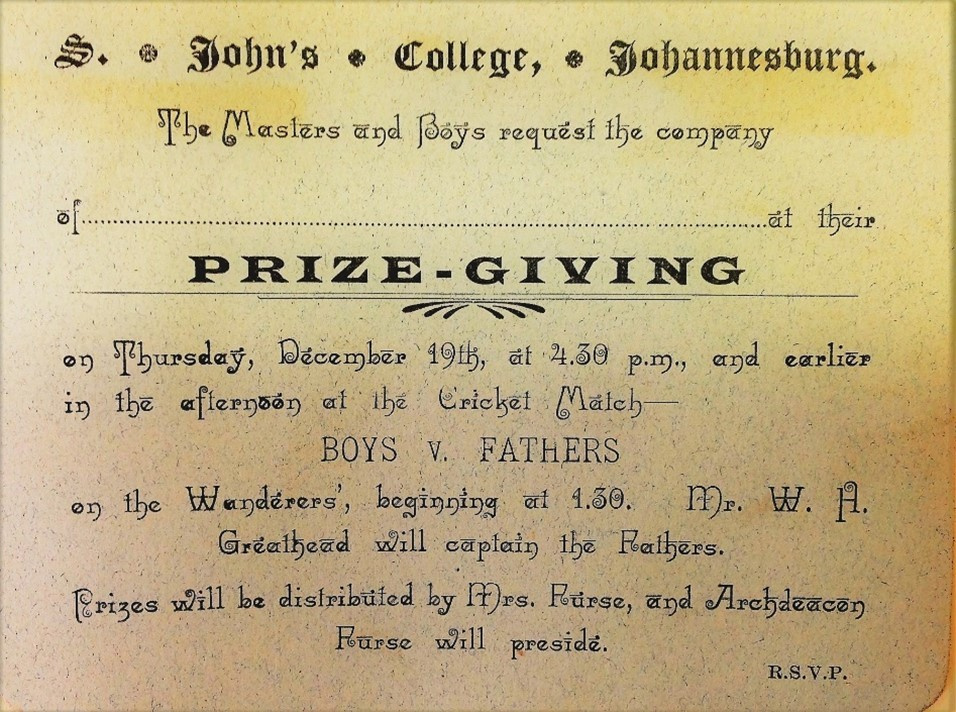 S. John's College, Johannesburg.
The Masters and Boys request the company
of............................................................at their
PRIZE-GIVING
on Thursday, December 19th, at 4.30 p.m., and earlier
in the afternoon at the Cricket Match—
BOYS v. FATHERS
on the Wanderers', beginning at 1.30. Mr. W. H.
Greathead will captain the Fathers.
Prizes will be distributed by Mrs. Furse, and Archdeacon
Furse will preside.
R.S.V.P.